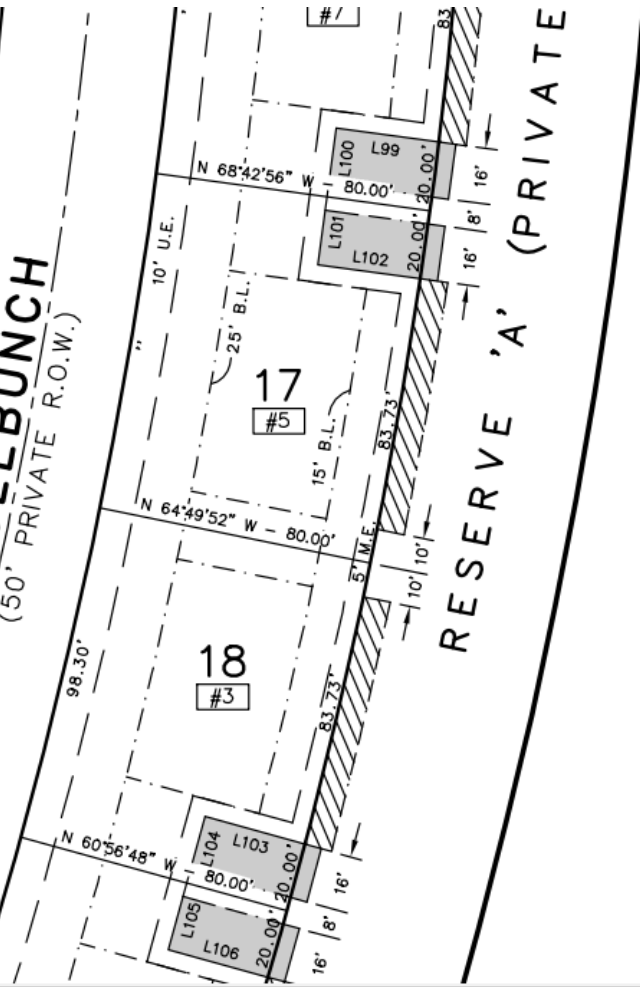 #7
83
L99
L100
20.00'
16'
N 68°42'56" W - 80.00'
8'
L101
L102
20.00'
16'
10' U.E.
"
25' B.L.
17
#5
15' B.L.
83.73'
(PRIVATE
RESERVE 'A'
(50' PRIVATE R.O.W.)
N 64°49'52" W - 80.00'
5' M.E.
10'
10'
18
#3
98.30'
83.73'
L103
L104
20.00'
16'
N 60°56'48" W - 80.00'
8'
L105
L106
20.00'
16'